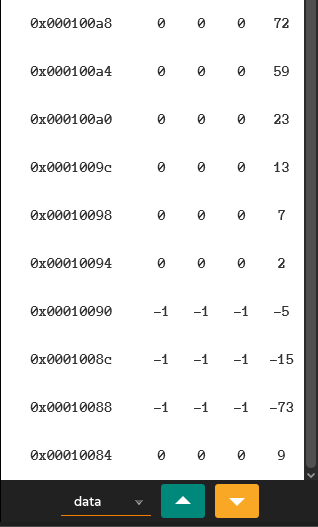 0x000100a8 0 0 0 72
0x000100a4 0 0 0 59
0x000100a0 0 0 0 23
0x0001009c 0 0 0 13
0x00010098 0 0 0 7
0x00010094 0 0 0 2
0x00010090 -1 -1 -1 -5
0x0001008c -1 -1 -1 -15
0x00010088 -1 -1 -1 -73
0x00010084 0 0 0 9
data